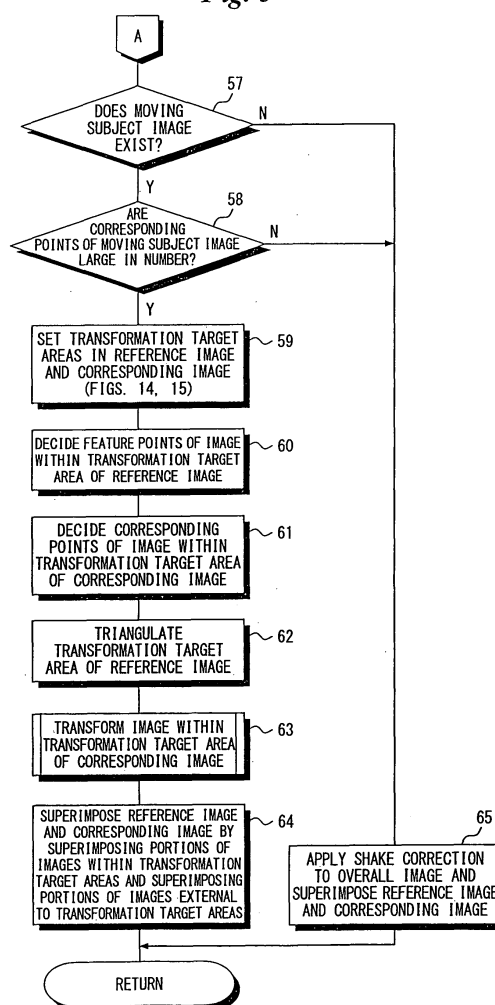 A
57
DOES MOVING
SUBJECT IMAGE
EXIST?
N
Y
58
ARE
CORRESPONDING
POINTS OF MOVING SUBJECT IMAGE
LARGE IN NUMBER?
N
Y
SET TRANSFORMATION TARGET
AREAS IN REFERENCE IMAGE
AND CORRESPONDING IMAGE
(FIGS. 14, 15)
59
DECIDE FEATURE POINTS OF IMAGE
WITHIN TRANSFORMATION TARGET
AREA OF REFERENCE IMAGE
60
DECIDE CORRESPONDING
POINTS OF IMAGE WITHIN
TRANSFORMATION TARGET AREA
OF CORRESPONDING IMAGE
61
TRIANGULATE
TRANSFORMATION TARGET
AREA OF REFERENCE IMAGE
62
TRANSFORM IMAGE WITHIN
TRANSFORMATION TARGET AREA
OF CORRESPONDING IMAGE
63
SUPERIMPOSE REFERENCE IMAGE
AND CORRESPONDING IMAGE BY
SUPERIMPOSING PORTIONS OF
IMAGES WITHIN TRANSFORMATION
TARGET AREAS AND SUPERIMPOSING
PORTIONS OF IMAGES EXTERNAL
TO TRANSFORMATION TARGET AREAS
64
65
APPLY SHAKE CORRECTION
TO OVERALL IMAGE AND
SUPERIMPOSE REFERENCE IMAGE
AND CORRESPONDING IMAGE
RETURN